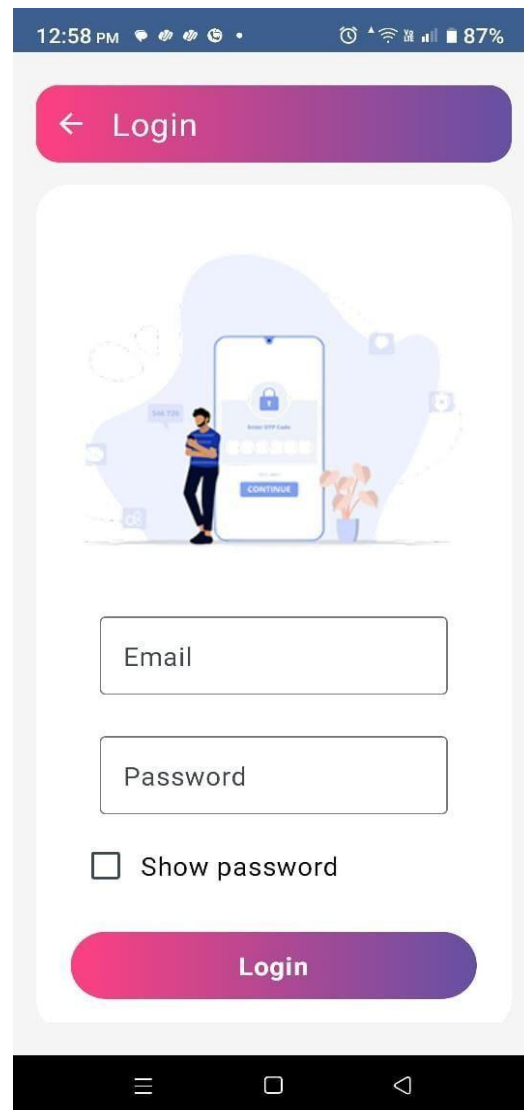 12:58 PM 87%
Login
Enter OTP Code
CONTINUE
Email
Password
Show password
Login